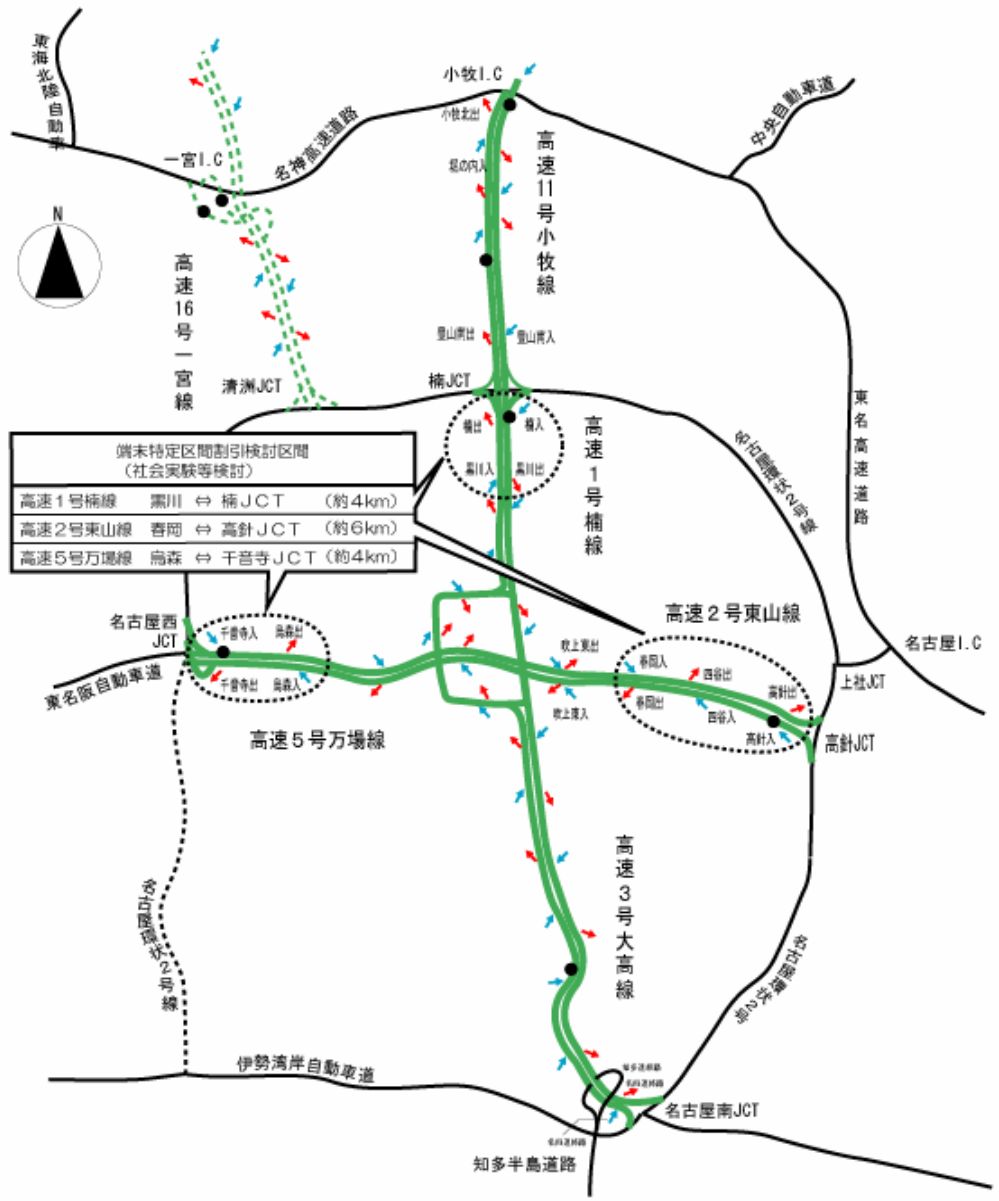 東海北陸自動車
小牧I.C
中央自動車道
小牧北出
一宮I.C
名神高速道路
堀の内入
高速11号小牧線
N
高速16号一宮線
豊山南出
豊山南入
清洲JCT
楠JCT
東名高速道路
名古屋環状2号線
楠出
楠入
高速1号楠線
黒川入
黒川出
端末特定区間割引検討区間
(社会実験等検討)
高速1号楠線 黒川 ⇔ 楠JCT (約4km)
高速2号東山線 春岡 ⇔ 高針JCT (約6km)
高速5号万場線 烏森 ⇔ 千音寺JCT (約4km)
高速2号東山線
名古屋西
JCT
千音寺入
烏森出
吹上東出
春岡入
四谷出
名古屋I.C
東名阪自動車道
千音寺出
烏森入
吹上東入
春岡出
四谷入
高針出
上社JCT
高針入
高針JCT
高速5号万場線
高速3号大高線
名古屋環状2号線
名古屋環状2号
伊勢湾岸自動車道
名古屋南JCT
知多半島道路